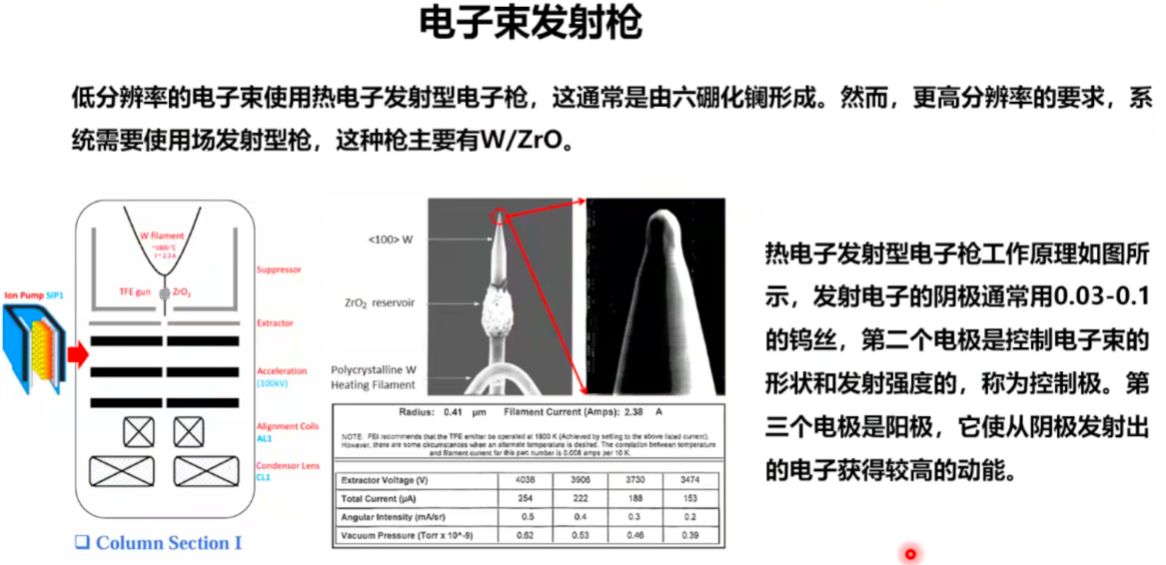 电子束发射枪
低分辨率的电子束使用热电子发射型电子枪，这通常是由六硼化镧形成。然而，更高分辨率的要求，系
统需要使用场发射型枪，这种枪主要有W/ZrO。
W filament
~1800 °C
I~ 2.3 A
Suppressor
TFE gun
ZrO₂
Ion Pump SIP1
Extractor
Acceleration
(100kV)
Alignment Coils
AL1
Condensor Lens
CL1
❑ Column Section I
<100> W
ZrO₂ reservoir
Polycrystalline W
Heating Filament
Radius: 0.41 μm Filament Current (Amps): 2.38 A
NOTE: FEI recommends that the TFE emitter be operated at 1800 K (Achieved by setting to the above listed current).
However, there are some circumstances when an alternate temperature is desired. The correlation between temperature
and filament current for this part number is 0.008 amps per 10 K.
Extractor Voltage (V) 4038 3906 3730 3474
Total Current (μA) 254 222 188 153
Angular Intensity (mA/sr) 0.5 0.4 0.3 0.2
Vacuum Pressure (Torr x 10^-9) 0.62 0.53 0.46 0.39
热电子发射型电子枪工作原理如图所
示，发射电子的阴极通常用0.03-0.1
的钨丝，第二个电极是控制电子束的
形状和发射强度的，称为控制极。第
三个电极是阳极，它使从阴极发射出
的电子获得较高的动能。